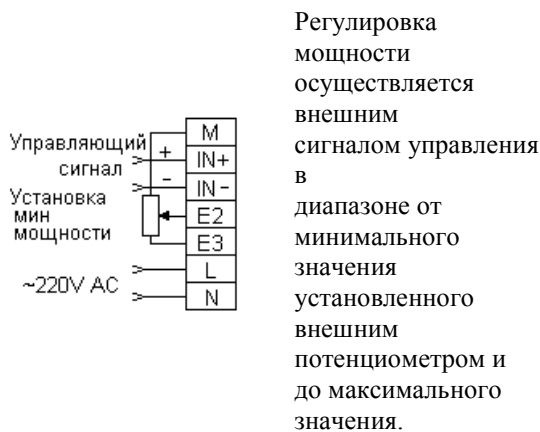 Управляющий
сигнал
Установка
мин
мощности
~220V AC
+
−
M
IN+
IN-
E2
E3
L
N
Регулировка
мощности
осуществляется
внешним
сигналом управления
в
диапазоне от
минимального
значения
установленного
внешним
потенциометром и
до максимального
значения.